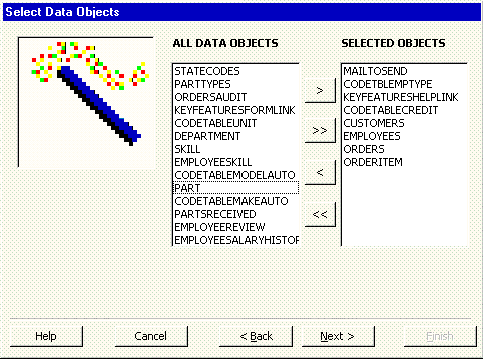 Select Data Objects
ALL DATA OBJECTS
STATECODES
PARTTYPES
ORDERSAUDIT
KEYFEATURESFORMLINK
CODETABLEUNIT
DEPARTMENT
SKILL
EMPLOYEESKILL
CODETABLEMODELAUTO
PART
CODETABLEMAKEAUTO
PARTSRECEIVED
EMPLOYEEREVIEW
EMPLOYEESALARYHISTOR
>
>>
<
<<
SELECTED OBJECTS
MAILTOSEND
CODETBLEMPTYPE
KEYFEATURESHELPLINK
CODETABLECREDIT
CUSTOMERS
EMPLOYEES
ORDERS
ORDERITEM
Help
Cancel
< Back
Next >
Finish